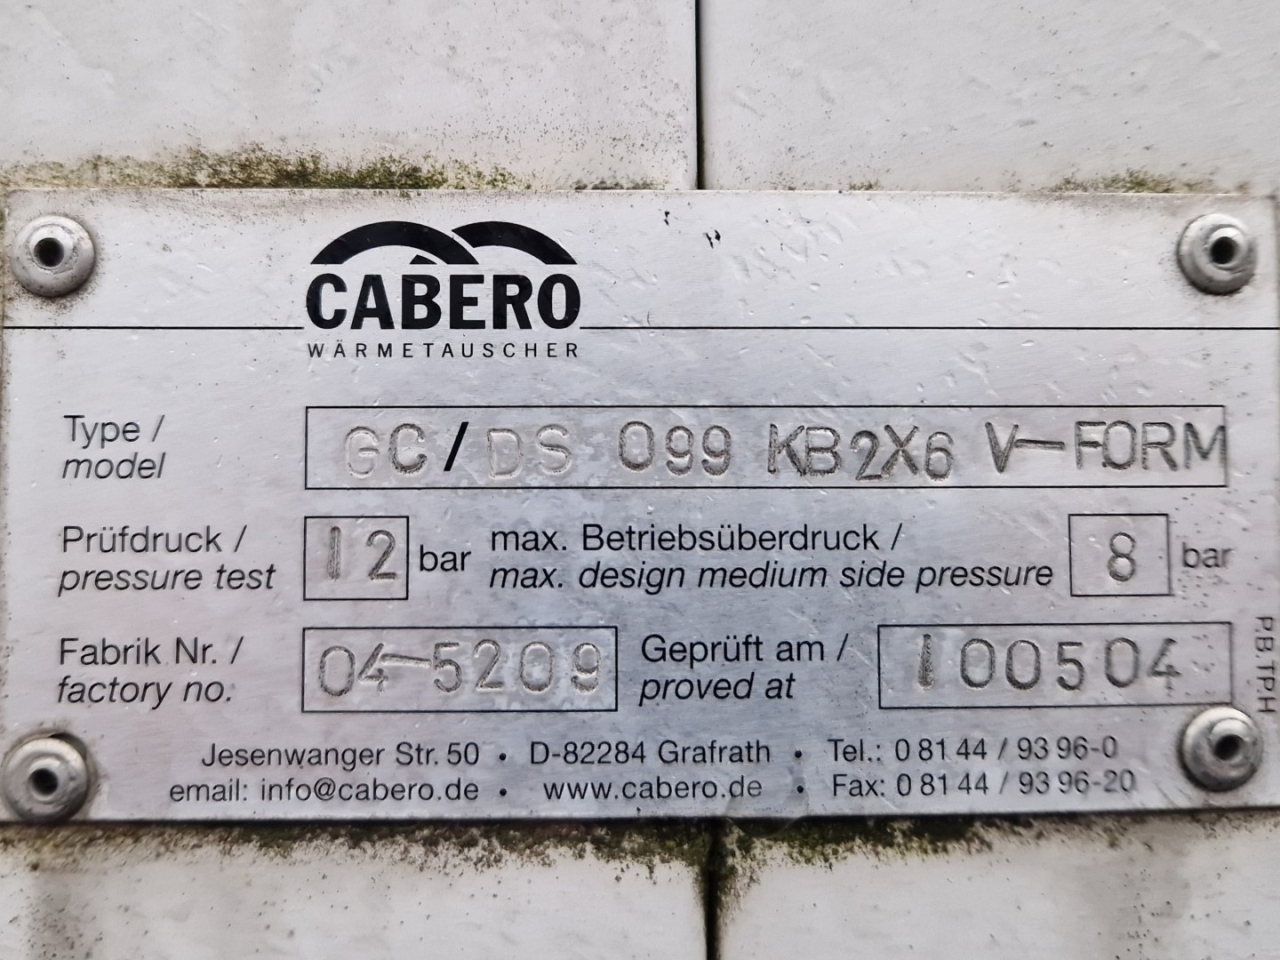 CABERO
WÄRMETAUSCHER
Type /
model
GC/DS 099 KB2X6 V-FORM
Prüfdruck /
pressure test
12 bar
max. Betriebsüberdruck /
max. design medium side pressure
8 bar
Fabrik Nr. /
factory no.
04-5209
Geprüft am /
proved at
100504
P.B.T.P.H
Jesenwanger Str. 50 • D-82284 Grafrath • Tel.: 0 81 44 / 93 96-0
email: info@cabero.de • www.cabero.de • Fax: 0 81 44 / 93 96-20